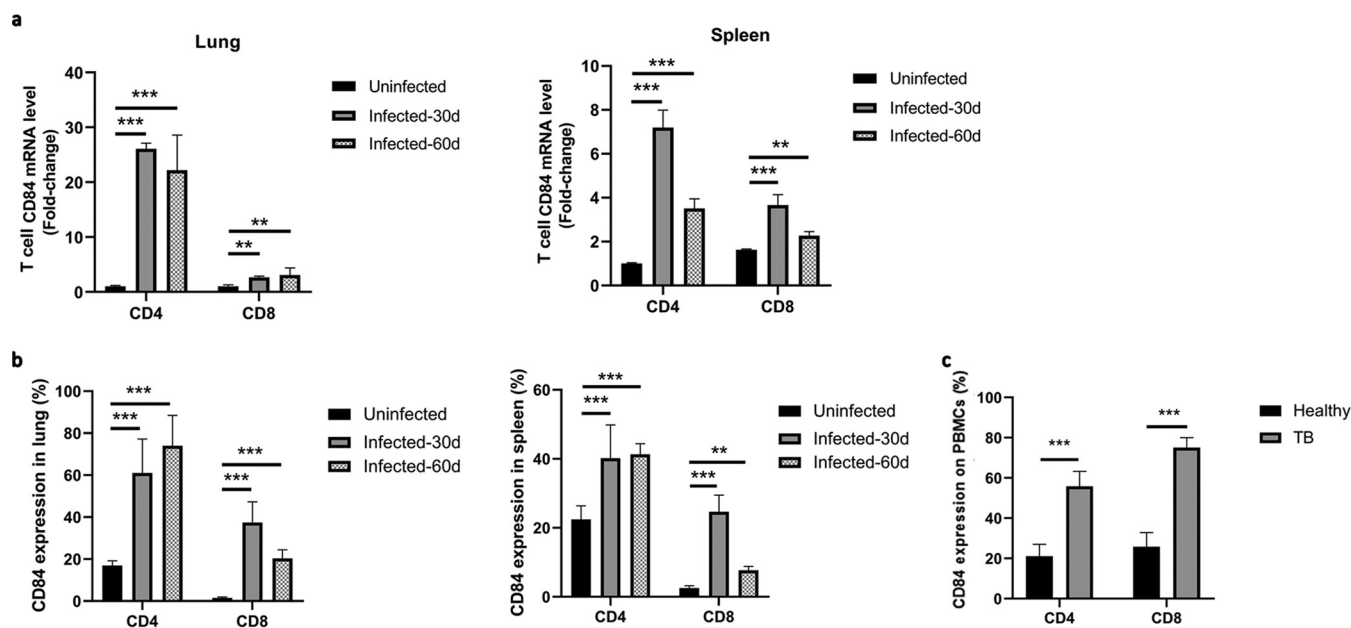 a
Lung
T cell CD84 mRNA level
(Fold-change)
40
30
20
10
0
***
***
**
**
CD4
CD8
Uninfected
Infected-30d
Infected-60d
Spleen
T cell CD84 mRNA level
(Fold-change)
10
8
6
4
2
0
***
***
**
***
CD4
CD8
Uninfected
Infected-30d
Infected-60d
b
CD84 expression in lung (%)
100
80
60
40
20
0
***
***
***
***
CD4
CD8
Uninfected
Infected-30d
Infected-60d
CD84 expression in spleen (%)
60
40
20
0
***
***
**
***
CD4
CD8
Uninfected
Infected-30d
Infected-60d
c
CD84 expression on PBMCs (%)
100
80
60
40
20
0
***
***
CD4
CD8
Healthy
TB